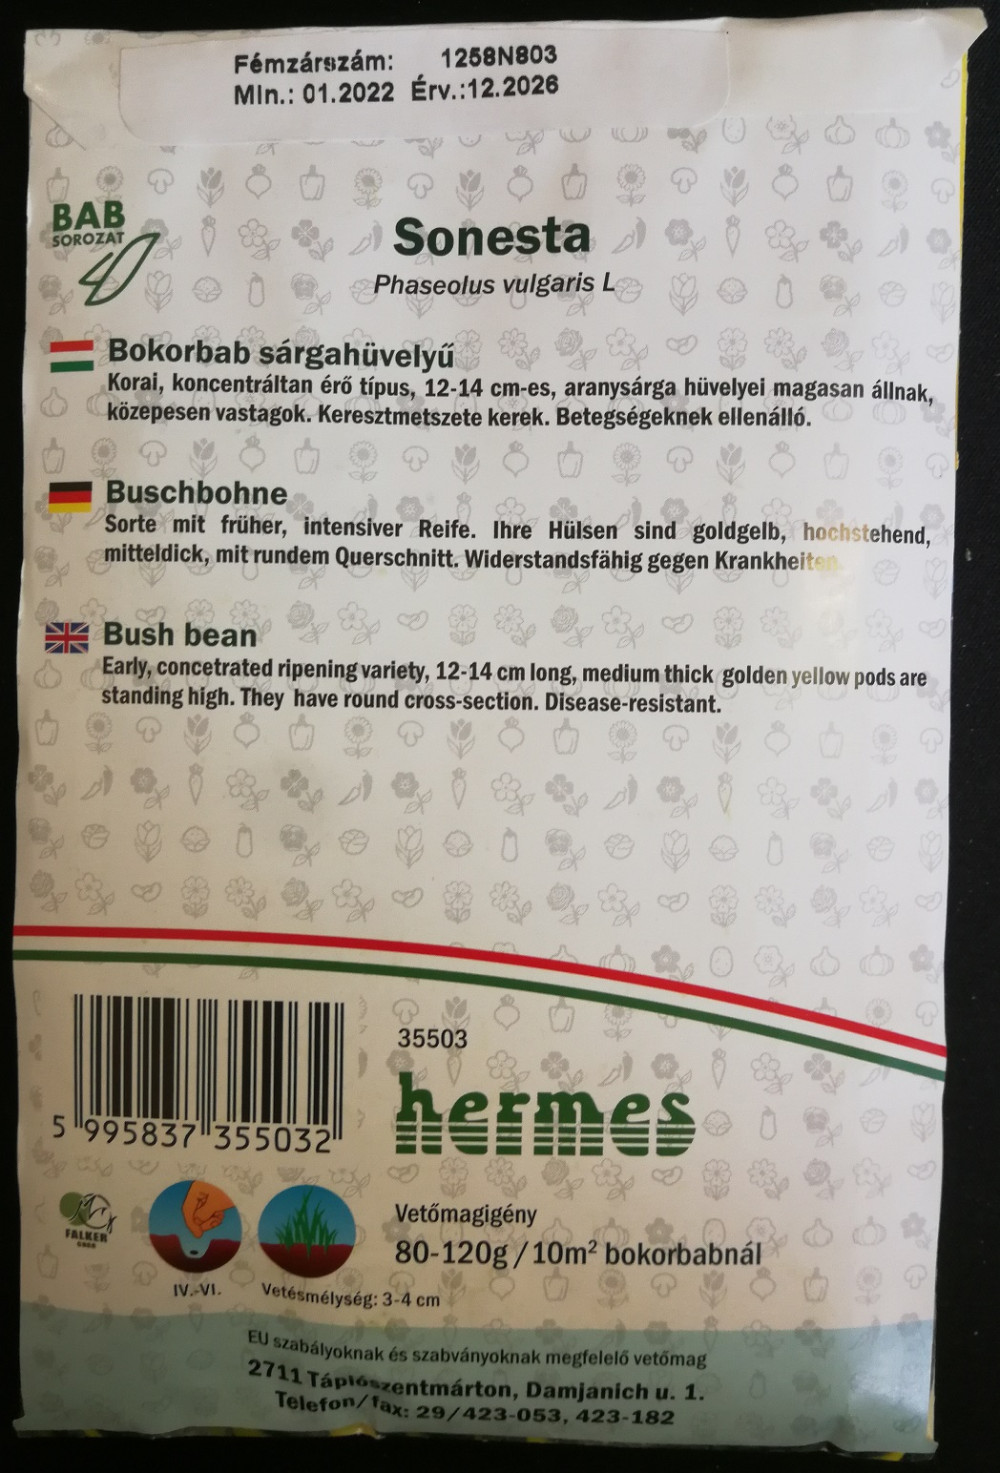 Fémzárszám: 1258N803
MIn.: 01.2022 Érv.:12.2026
BAB
SOROZAT
Sonesta
Phaseolus vulgaris L
Bokorbab sárgahüvelyű
Korai, koncentráltan érő típus, 12-14 cm-es, aranysárga hüvelyei magasan állnak,
közepesen vastagok. Keresztmetszete kerek. Betegségeknek ellenálló.
Buschbohne
Sorte mit früher, intensiver Reife. Ihre Hülsen sind goldgelb, hochstehend,
mitteldick, mit rundem Querschnitt. Widerstandsfähig gegen Krankheiten
Bush bean
Early, concetrated ripening variety, 12-14 cm long, medium thick golden yellow pods are
standing high. They have round cross-section. Disease-resistant.
35503
hermes
5 995837 355032
FALKER
Vetőmagigény
80-120g / 10m² bokorbabnál
IV.-VI.
Vetésmélység: 3-4 cm
EU szabályoknak és szabványoknak megfelelő vetőmag
2711 Tápiószentmárton, Damjanich u. 1.
Telefon/fax: 29/423-053, 423-182